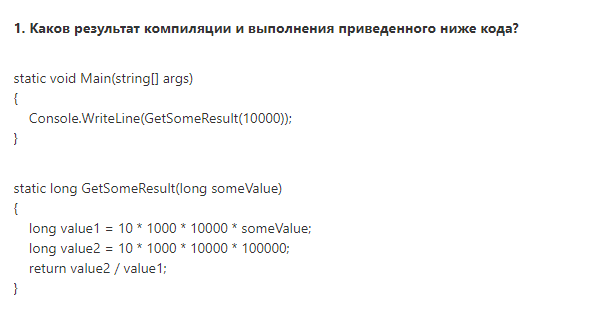 1. Каков результат компиляции и выполнения приведенного ниже кода?
static void Main(string[] args)
{
Console.WriteLine(GetSomeResult(10000));
}
static long GetSomeResult(long someValue)
{
long value1 = 10 * 1000 * 10000 * someValue;
long value2 = 10 * 1000 * 10000 * 100000;
return value2 / value1;
}